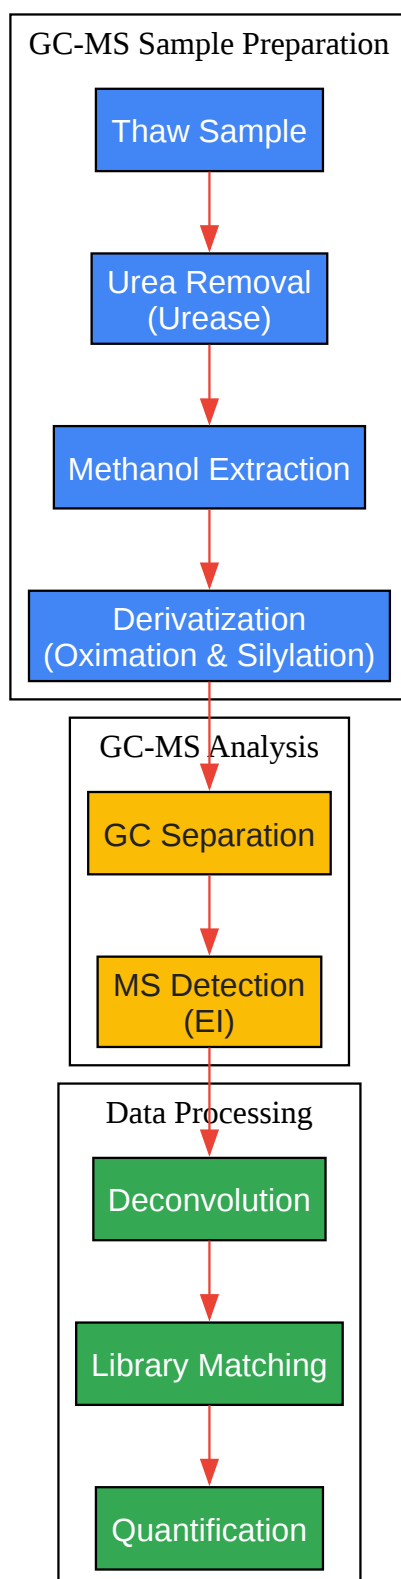 GC-MS Sample Preparation
Thaw Sample
Urea Removal
(Urease)
Methanol Extraction
Derivatization
(Oximation & Silylation)
GC-MS Analysis
GC Separation
MS Detection
(EI)
Data Processing
Deconvolution
Library Matching
Quantification